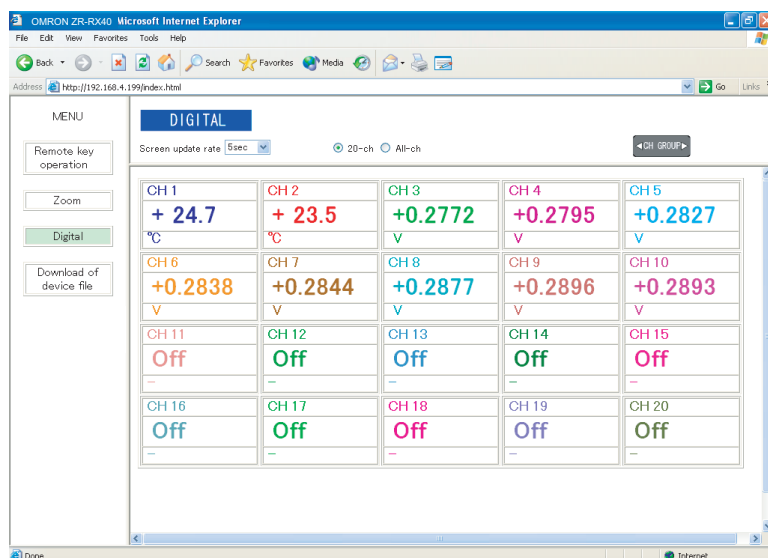 OMRON ZR-RX40 Microsoft Internet Explorer
File Edit View Favorites Tools Help
Back Search Favorites Media
Address http://192.168.4.199/index.html Go Links
MENU
Remote key operation
Zoom
Digital
Download of device file
DIGITAL
Screen update rate 5sec 20-ch All-ch ◄CH GROUP►
CH 1 CH 2 CH 3 CH 4 CH 5
+ 24.7 + 23.5 +0.2772 +0.2795 +0.2827
℃ ℃ V V V
CH 6 CH 7 CH 8 CH 9 CH 10
+0.2838 +0.2844 +0.2877 +0.2896 +0.2893
V V V V V
CH 11 CH 12 CH 13 CH 14 CH 15
Off Off Off Off Off
– – – – –
CH 16 CH 17 CH 18 CH 19 CH 20
Off Off Off Off Off
– – – – –
Done Internet